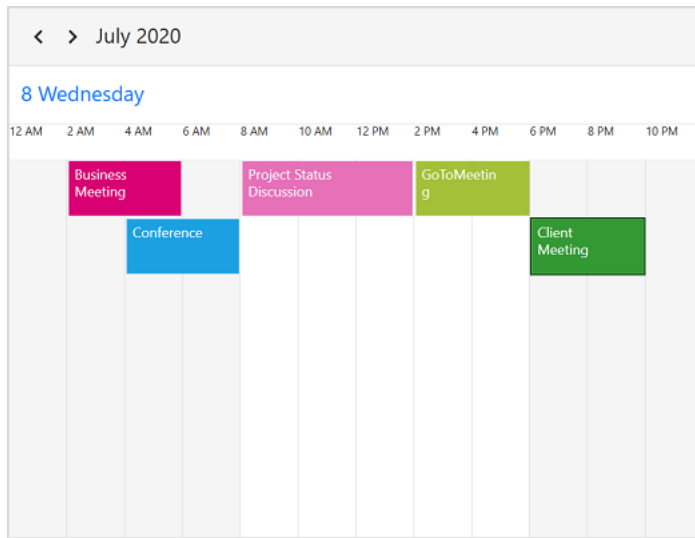 July 2020
8 Wednesday
12 AM 2 AM 4 AM 6 AM 8 AM 10 AM 12 PM 2 PM 4 PM 6 PM 8 PM 10 PM
Business
Meeting
Project Status
Discussion
GoToMeetin
g
Conference
Client
Meeting